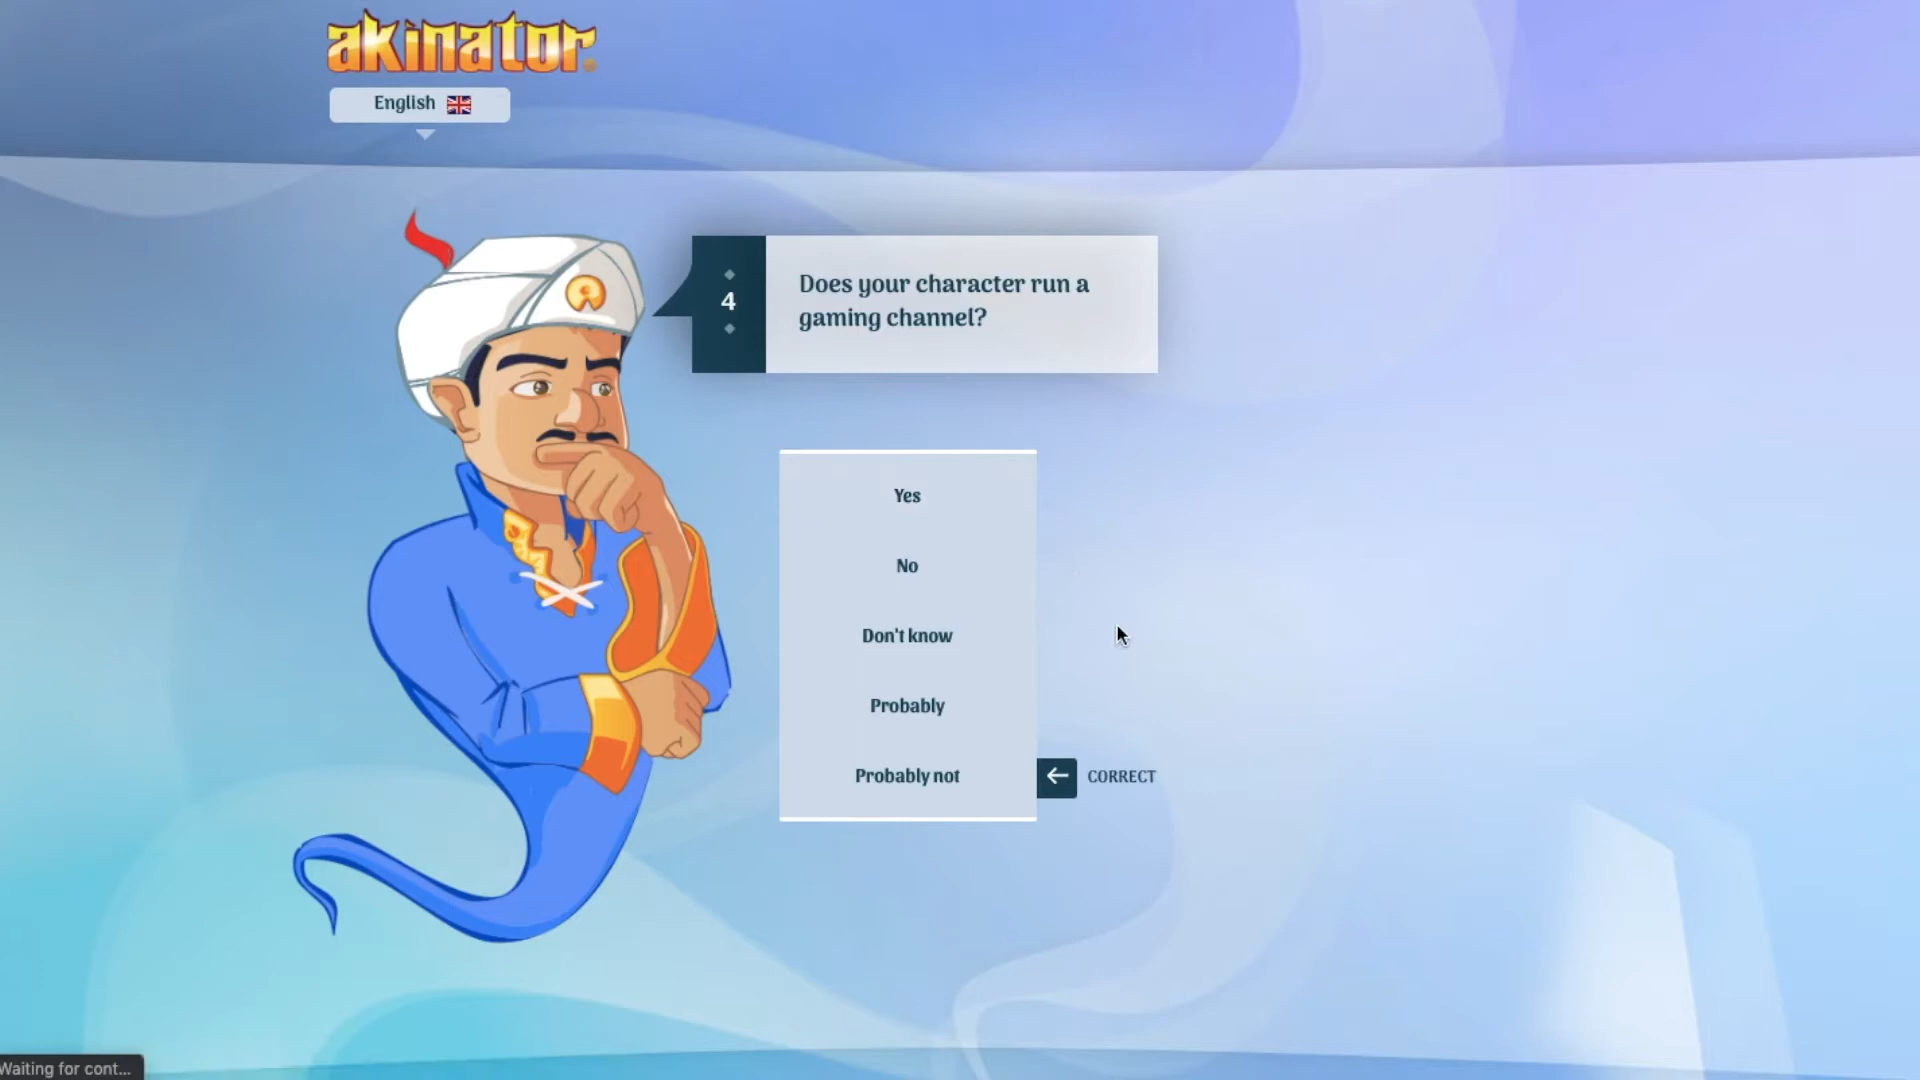 akinator.
English
4
Does your character run a
gaming channel?
Yes
No
Don't know
Probably
Probably not
CORRECT
Waiting for cont...